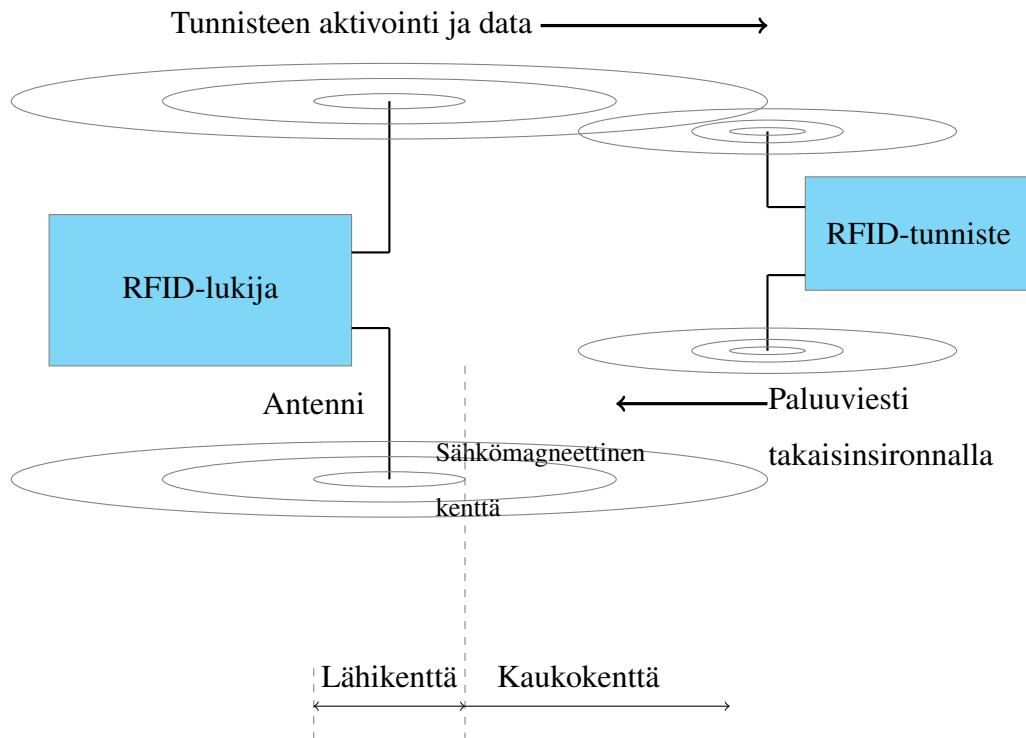 Tunnisteen aktivointi ja data
RFID-tunniste
RFID-lukija
Antenni
Paluuviesti
takaisinsironnalla
Sähkömagneettinen
kenttä
Lähikenttä
Kaukokenttä